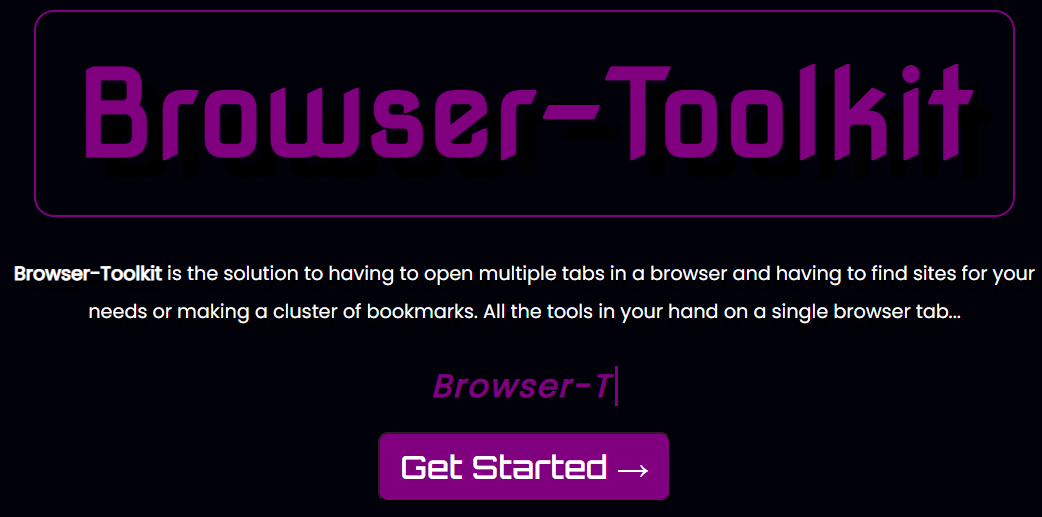 Browser-Toolkit
Browser-Toolkit is the solution to having to open multiple tabs in a browser and having to find sites for your
needs or making a cluster of bookmarks. All the tools in your hand on a single browser tab...
Browser-T
Get Started →